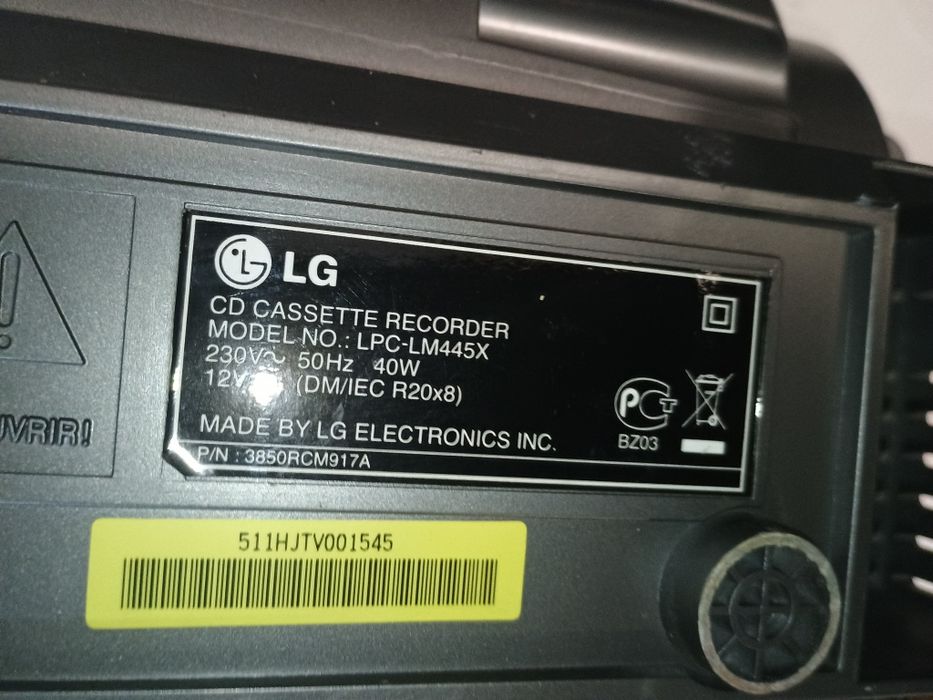 LG
CD CASSETTE RECORDER
MODEL NO.: LPC-LM445X
230V~ 50Hz 40W
12V (DM/IEC R20x8)
MADE BY LG ELECTRONICS INC.
P/N : 3850RCM917A
BZ03
UVRIR!
511HJTV001545